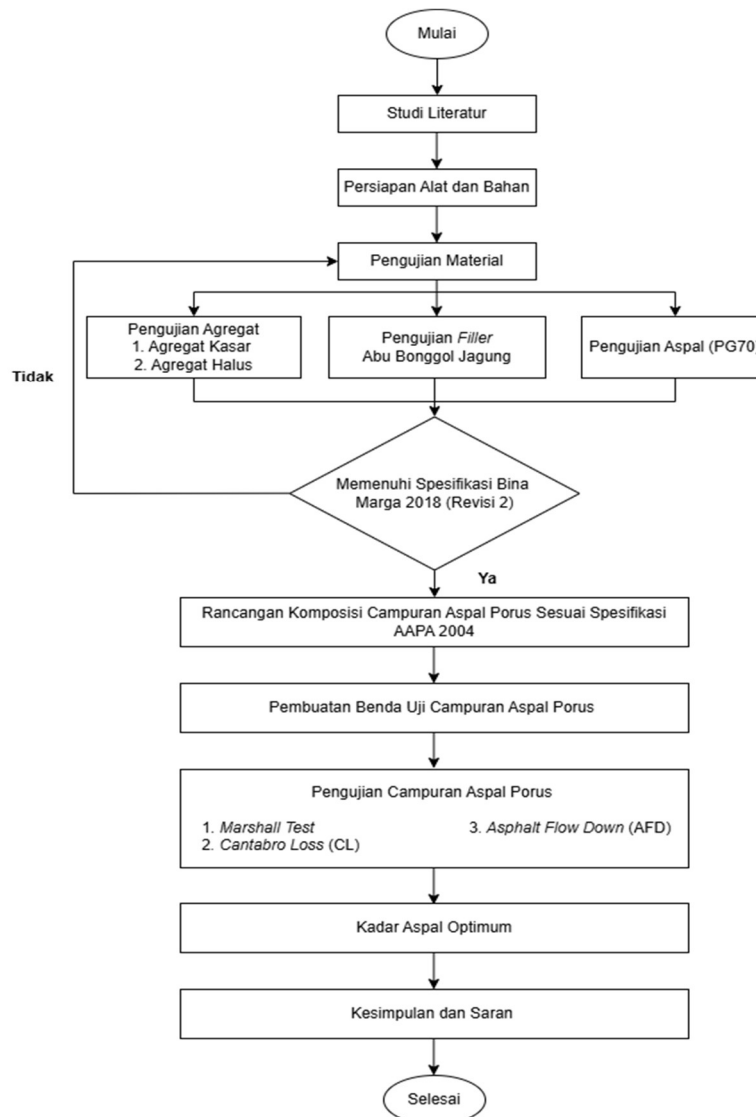 Mulai
Studi Literatur
Persiapan Alat dan Bahan
Pengujian Material
Pengujian Agregat
1. Agregat Kasar
2. Agregat Halus
Pengujian Filler
Abu Bonggol Jagung
Pengujian Aspal (PG70)
Tidak
Memenuhi Spesifikasi Bina
Marga 2018 (Revisi 2)
Ya
Rancangan Komposisi Campuran Aspal Porus Sesuai Spesifikasi
AAPA 2004
Pembuatan Benda Uji Campuran Aspal Porus
Pengujian Campuran Aspal Porus
1. Marshall Test
2. Cantabro Loss (CL)
3. Asphalt Flow Down (AFD)
Kadar Aspal Optimum
Kesimpulan dan Saran
Selesai